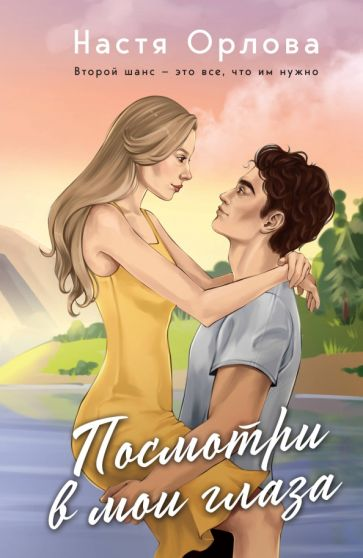 Настя Орлова
Второй шанс – это все, что им нужно
Посмотри
в мои глаза